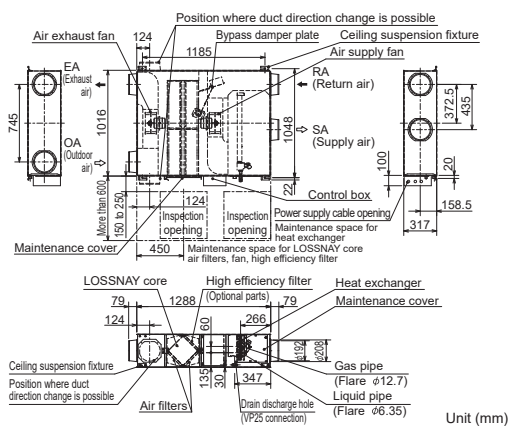 Position where duct direction change is possible
Air exhaust fan
124
Bypass damper plate
Ceiling suspension fixture
1185
Air supply fan
EA
(Exhaust
air)
RA
(Return air)
745
1016
1048
372.5
435
OA
(Outdoor
air)
SA
(Supply air)
100
20
22
More than 600
150 to 250
124
Control box
Power supply cable opening
158.5
Inspection
opening
Inspection
opening
Maintenance space for
heat exchanger
317
Maintenance cover
450
Maintenance space for LOSSNAY core
air filters, fan, high efficiency filter
LOSSNAY core
High efficiency filter
(Optional parts)
Heat exchanger
79
1288
79
Maintenance cover
124
60
266
φ192
φ208
Ceiling suspension fixture
Position where duct
direction change is possible
135
30
347
Gas pipe
(Flare φ12.7)
Air filters
Drain discharge hole
(VP25 connection)
Liquid pipe
(Flare φ6.35)
Unit (mm)